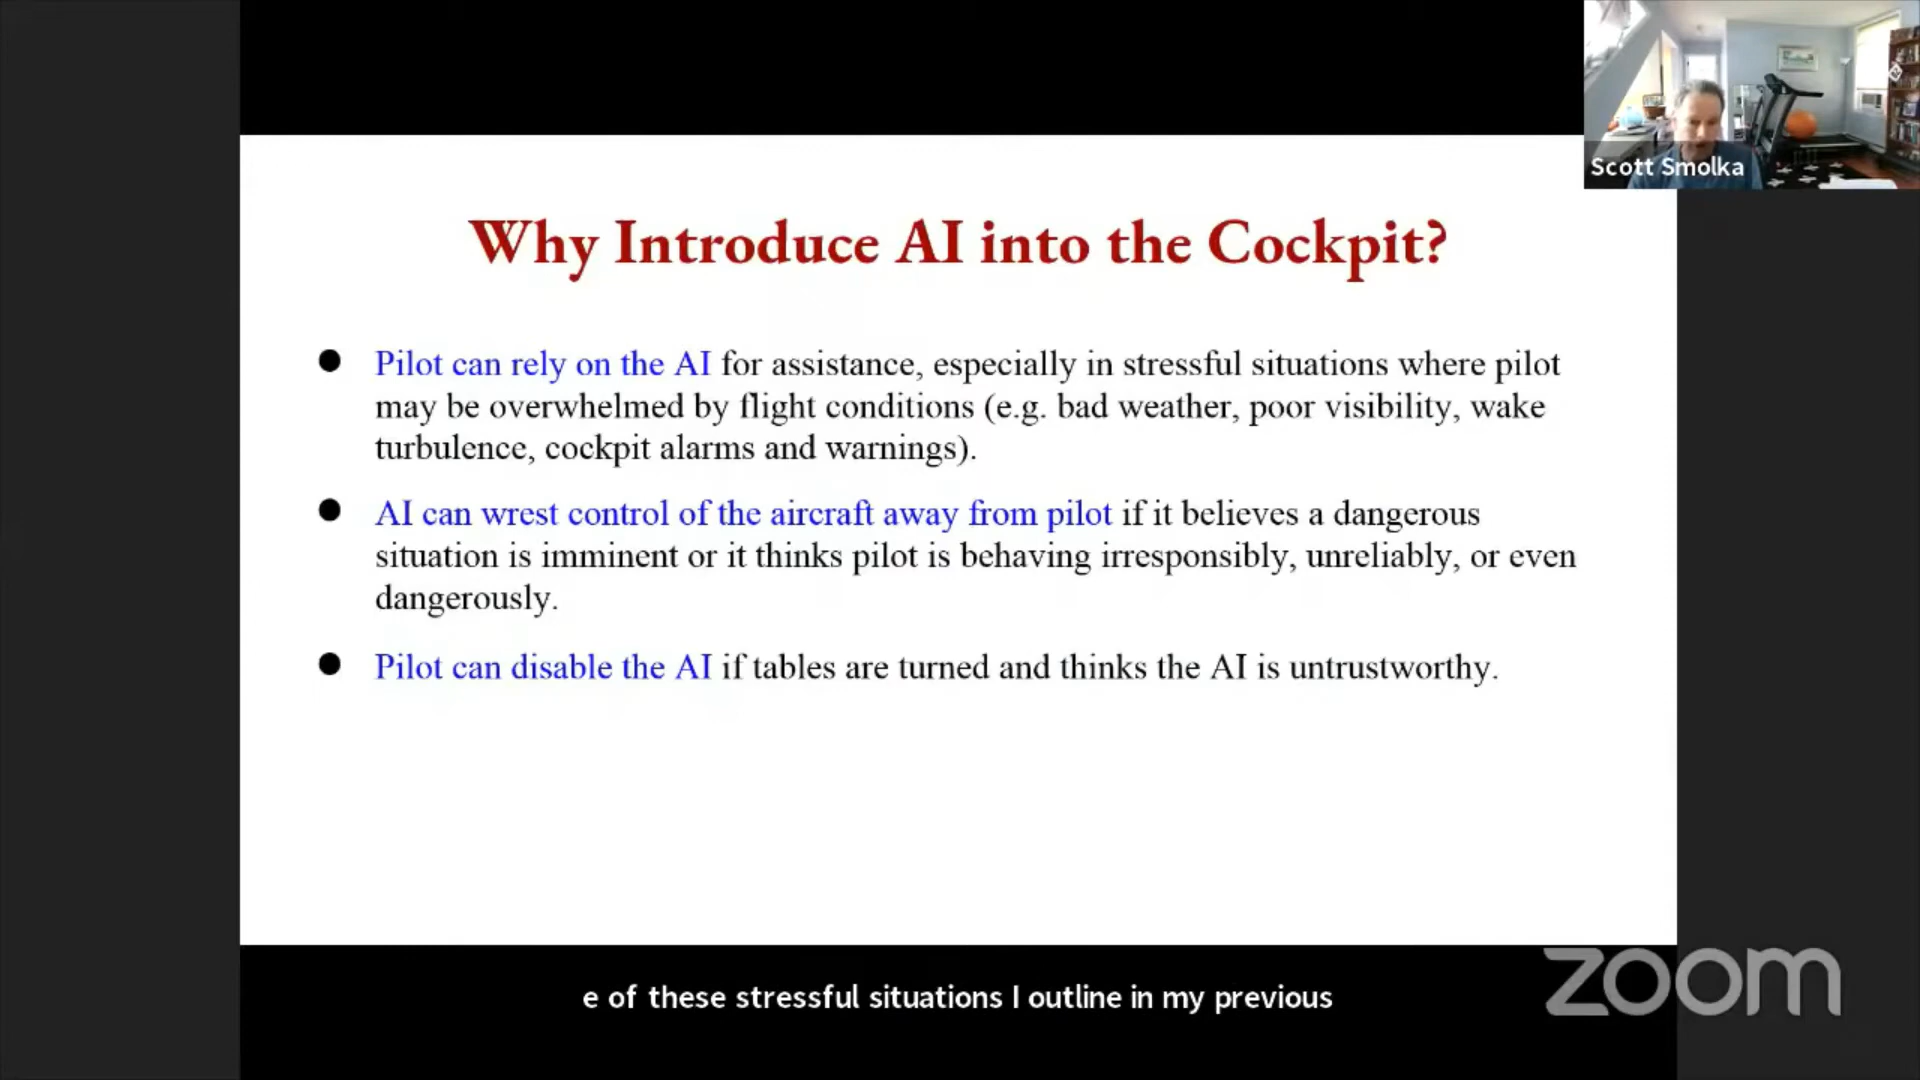 Scott Smolka
Why Introduce AI into the Cockpit?
Pilot can rely on the AI for assistance, especially in stressful situations where pilot
may be overwhelmed by flight conditions (e.g. bad weather, poor visibility, wake
turbulence, cockpit alarms and warnings).
AI can wrest control of the aircraft away from pilot if it believes a dangerous
situation is imminent or it thinks pilot is behaving irresponsibly, unreliably, or even
dangerously.
Pilot can disable the AI if tables are turned and thinks the AI is untrustworthy.
e of these stressful situations I outline in my previous
zoom